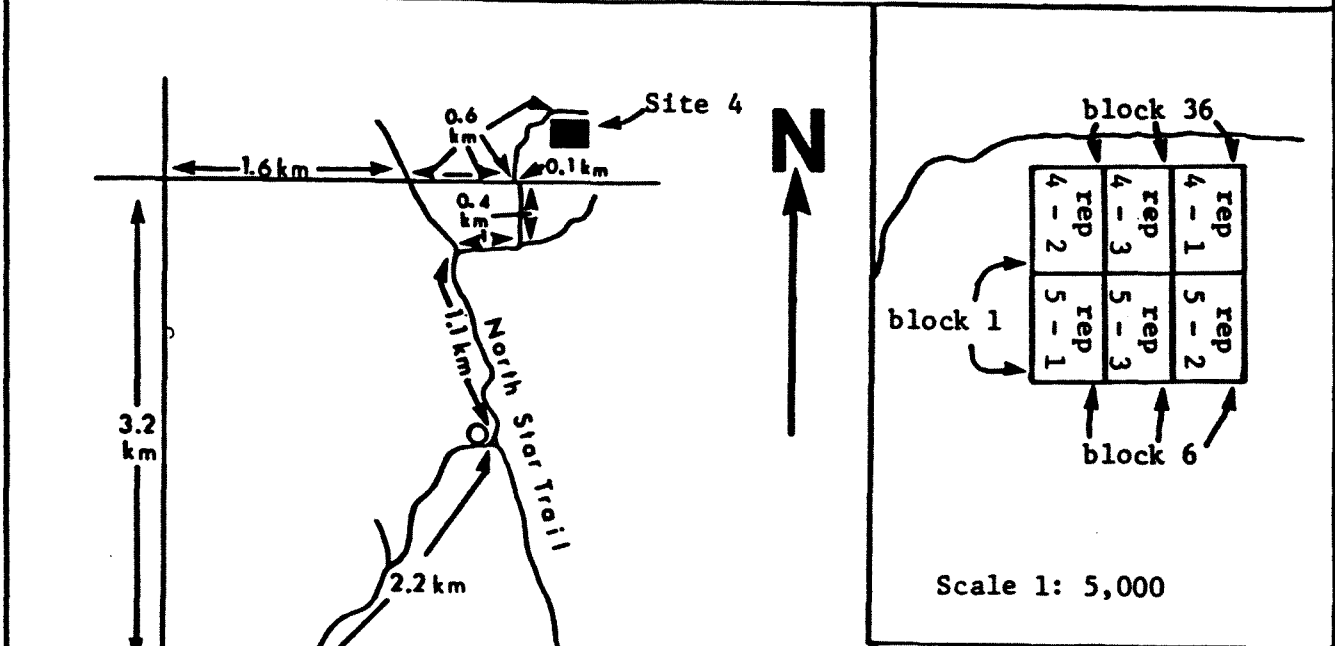 0.6
km
Site 4
1.6 km
0.1 km
0.4
km
1.1 km
North Star Trail
3.2
km
2.2 km
N
block 36
rep
4 - 2
rep
4 - 3
rep
4 - 1
block 1
rep
5 - 1
rep
5 - 3
rep
5 - 2
block 6
Scale 1: 5,000